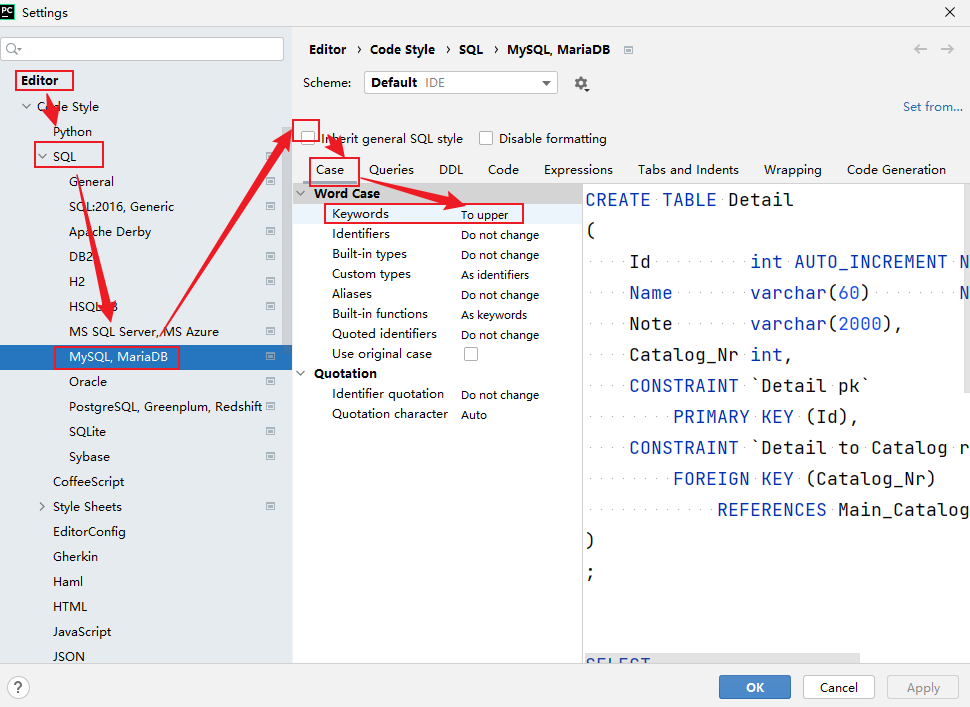 PC Settings
Editor
Code Style
Python
SQL
General
SQL:2016, Generic
Apache Derby
DB2
H2
HSQLDB
MS SQL Server, MS Azure
MySQL, MariaDB
Oracle
PostgreSQL, Greenplum, Redshift
SQLite
Sybase
CoffeeScript
Style Sheets
EditorConfig
Gherkin
Haml
HTML
JavaScript
JSON
Editor › Code Style › SQL › MySQL, MariaDB
Scheme: Default IDE
Set from...
Inherit general SQL style Disable formatting
Case Queries DDL Code Expressions Tabs and Indents Wrapping Code Generation
Word Case
Keywords To upper
Identifiers Do not change
Built-in types Do not change
Custom types As identifiers
Aliases Do not change
Built-in functions As keywords
Quoted identifiers Do not change
Use original case
Quotation
Identifier quotation Do not change
Quotation character Auto
CREATE TABLE Detail
(
Id int AUTO_INCREMENT N
Name varchar(60) N
Note varchar(2000),
Catalog_Nr int,
CONSTRAINT `Detail pk`
PRIMARY KEY (Id),
CONSTRAINT `Detail to Catalog r
FOREIGN KEY (Catalog_Nr)
REFERENCES Main_Catalog
)
;
SELECT
? OK Cancel Apply